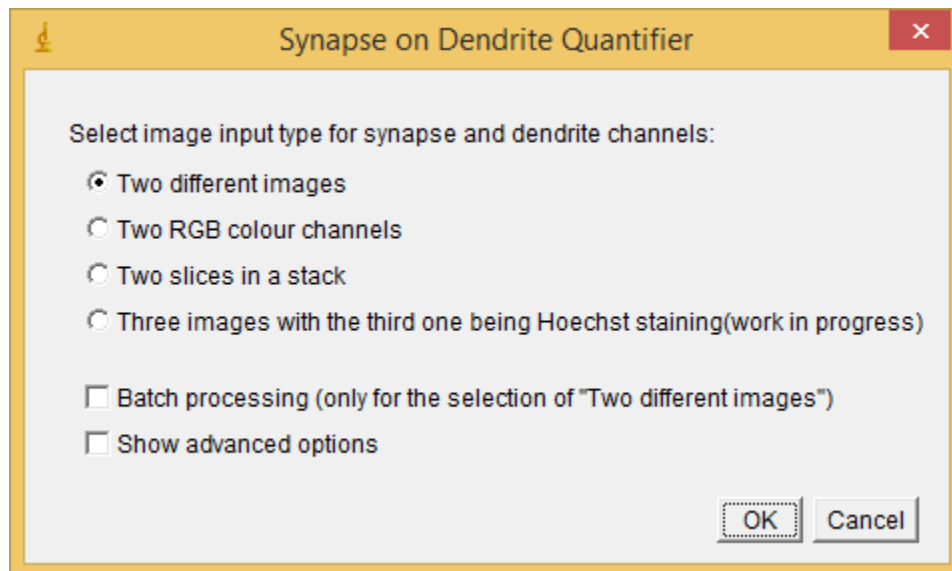 Synapse on Dendrite Quantifier
Select image input type for synapse and dendrite channels:
Two different images
Two RGB colour channels
Two slices in a stack
Three images with the third one being Hoechst staining(work in progress)
Batch processing (only for the selection of "Two different images")
Show advanced options
OK Cancel